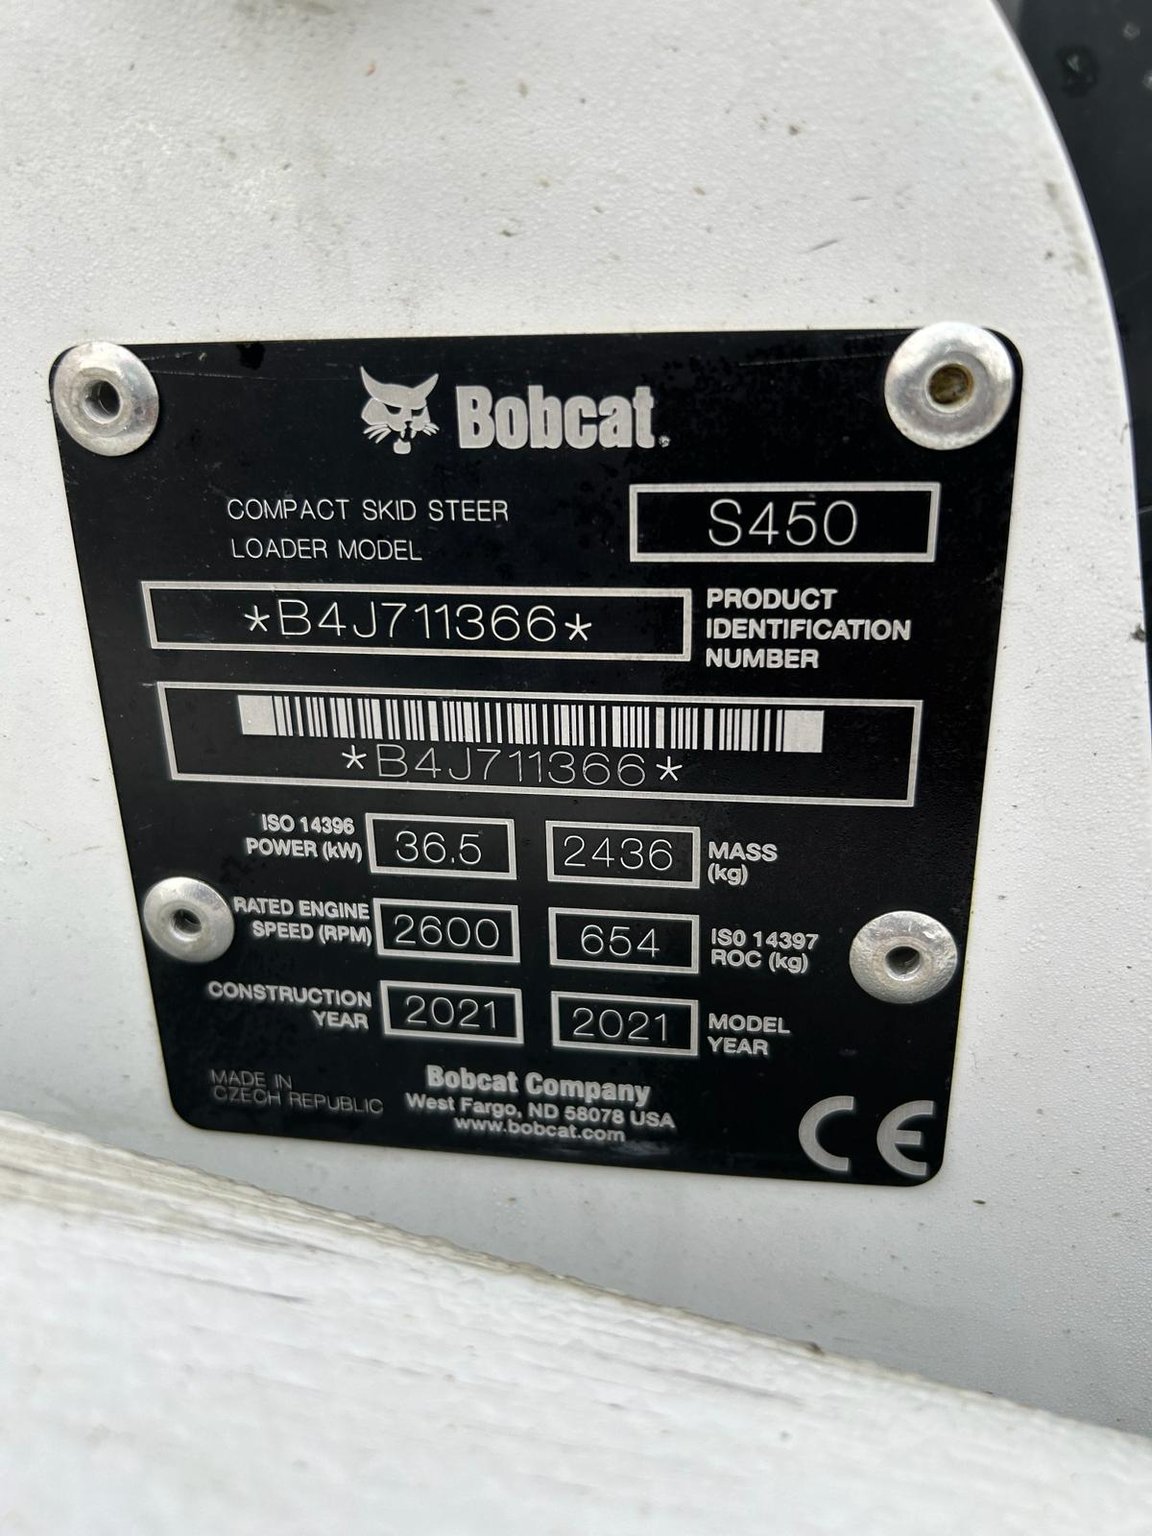 Bobcat
COMPACT SKID STEER
LOADER MODEL
S450
*B4J711366*
PRODUCT
IDENTIFICATION
NUMBER
*B4J711366*
ISO 14396
POWER (kW)
36.5
2436
MASS
(kg)
RATED ENGINE
SPEED (RPM)
2600
654
ISO 14397
ROC (kg)
CONSTRUCTION
YEAR
2021
2021
MODEL
YEAR
MADE IN
CZECH REPUBLIC
Bobcat Company
West Fargo, ND 58078 USA
www.bobcat.com
CE